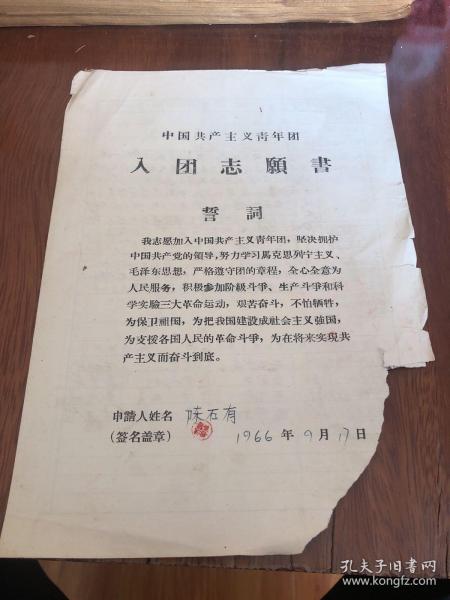 中国共产主义青年团
入团志願書
誓詞
我志愿加入中国共产主义青年团，坚决拥护
中国共产党的领导，努力学习馬克思列宁主义、
毛泽东思想，严格遵守团的章程，全心全意为
人民服务，积极参加阶级斗爭、生产斗爭和科
学实驗三大革命运动，艰苦奋斗，不怕牺牲，
为保卫祖国，为把我国建設成社会主义強国，
为支援各国人民的革命斗爭，为在将来实現共
产主义而奋斗到底。
申請人姓名 陈石有
(签名盖章)
1966年9月17日
孔夫子旧书网
www.kongfz.com